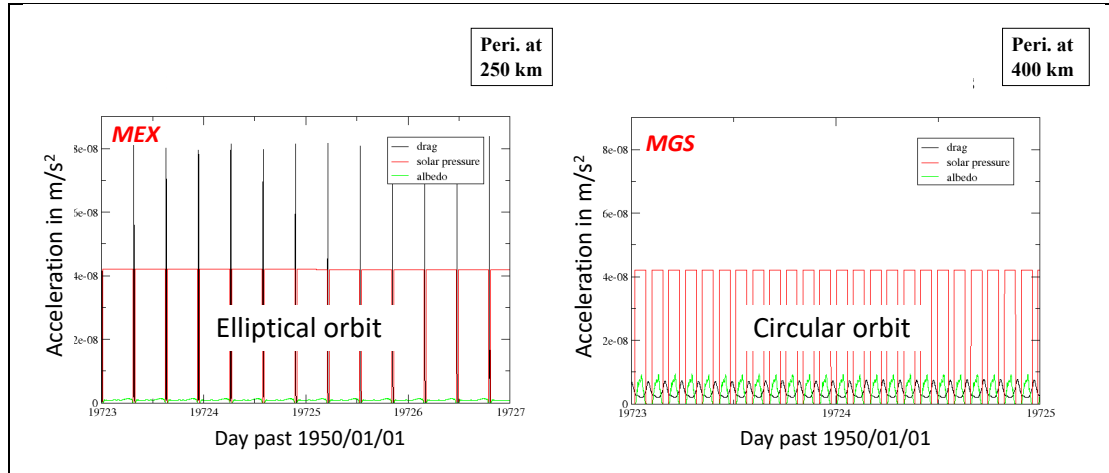 Peri. at
250 km
Peri. at
400 km
MEX
drag
solar pressure
albedo
8e-08
6e-08
4e-08
2e-08
0
Acceleration in m/s²
Elliptical orbit
19723
19724
19725
19726
19727
Day past 1950/01/01
MGS
drag
solar pressure
albedo
8e-08
6e-08
4e-08
2e-08
0
Acceleration in m/s²
Circular orbit
19723
19724
19725
Day past 1950/01/01